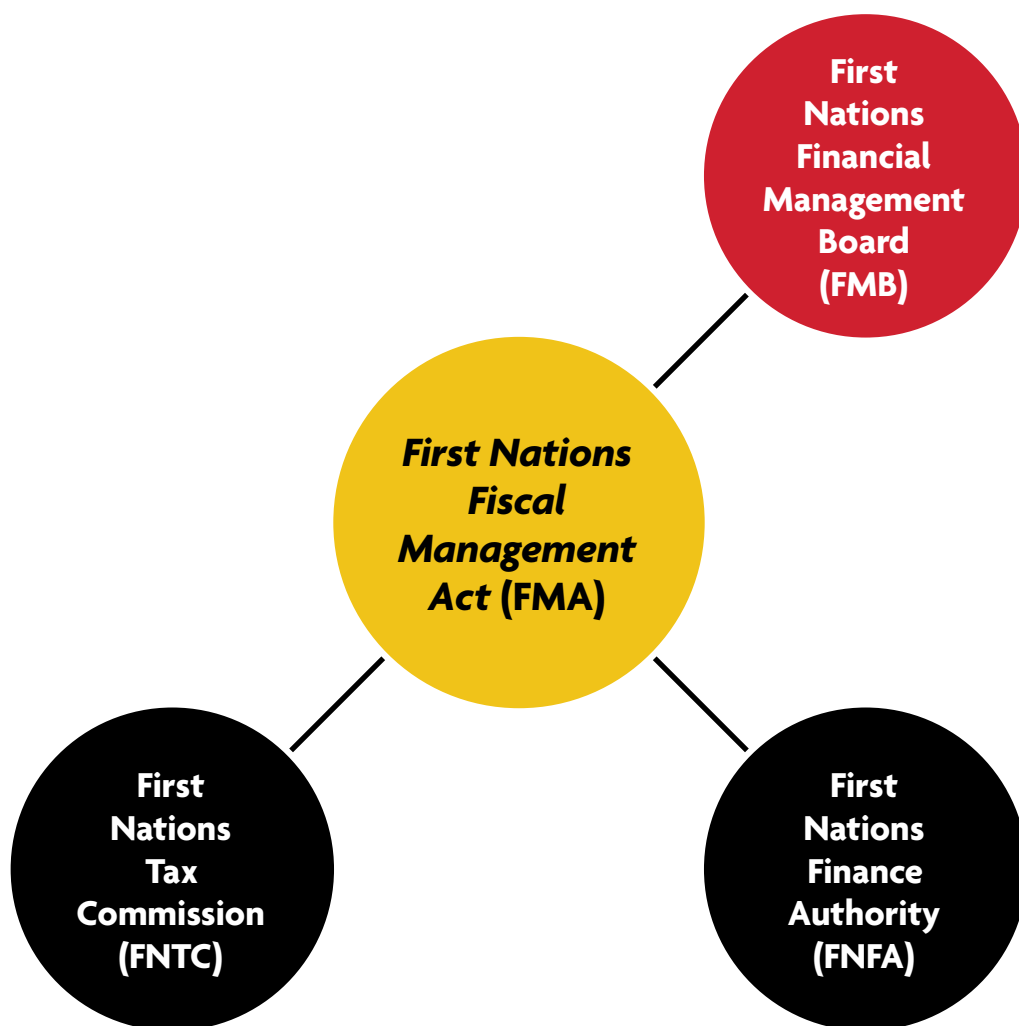 First
Nations
Financial
Management
Board
(FMB)
First Nations
Fiscal
Management
Act (FMA)
First
Nations
Tax
Commission
(FNTC)
First
Nations
Finance
Authority
(FNFA)